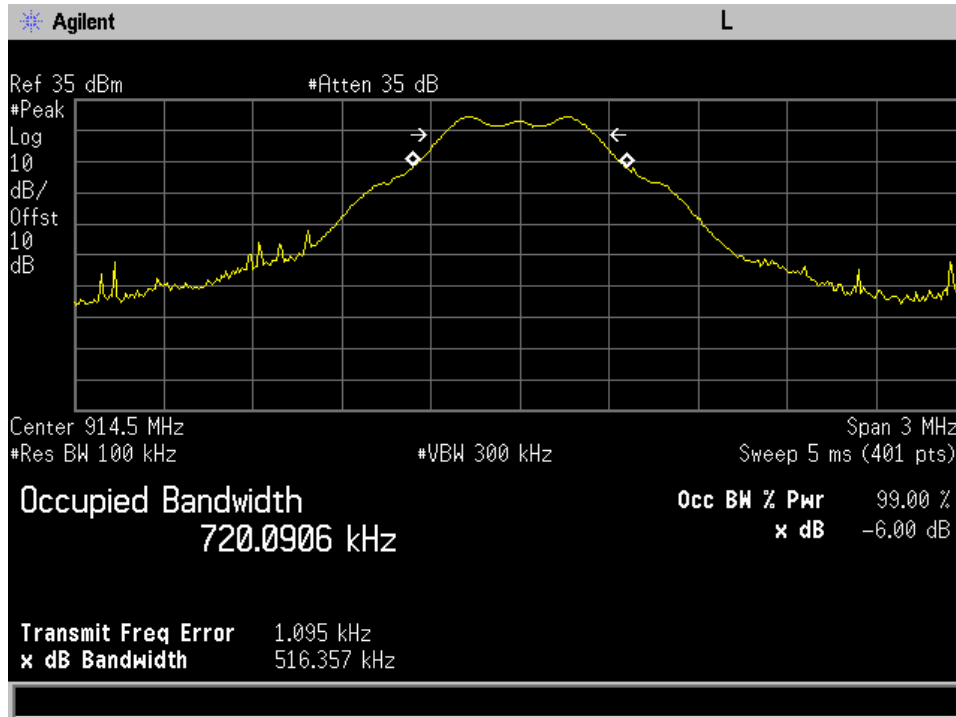 Agilent L
Ref 35 dBm #Atten 35 dB
#Peak
Log
10
dB/
Offst
10
dB
Center 914.5 MHz Span 3 MHz
#Res BW 100 kHz #VBW 300 kHz Sweep 5 ms (401 pts)
Occupied Bandwidth Occ BW % Pwr 99.00 %
720.0906 kHz x dB -6.00 dB
Transmit Freq Error 1.095 kHz
x dB Bandwidth 516.357 kHz